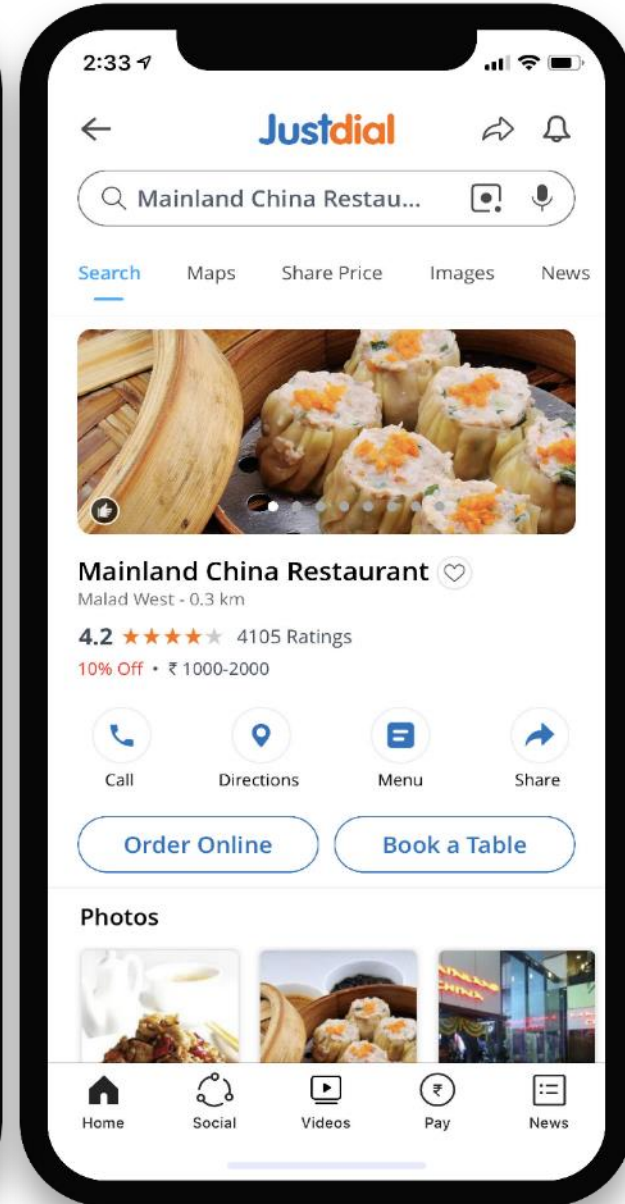 2:33
Justdial
Mainland China Restau...
Search Maps Share Price Images News
Mainland China Restaurant
Malad West - 0.3 km
4.2 4105 Ratings
10% Off • ₹ 1000-2000
Call Directions Menu Share
Order Online Book a Table
Photos
MAINLAND
CHINA
₹
Home Social Videos Pay News